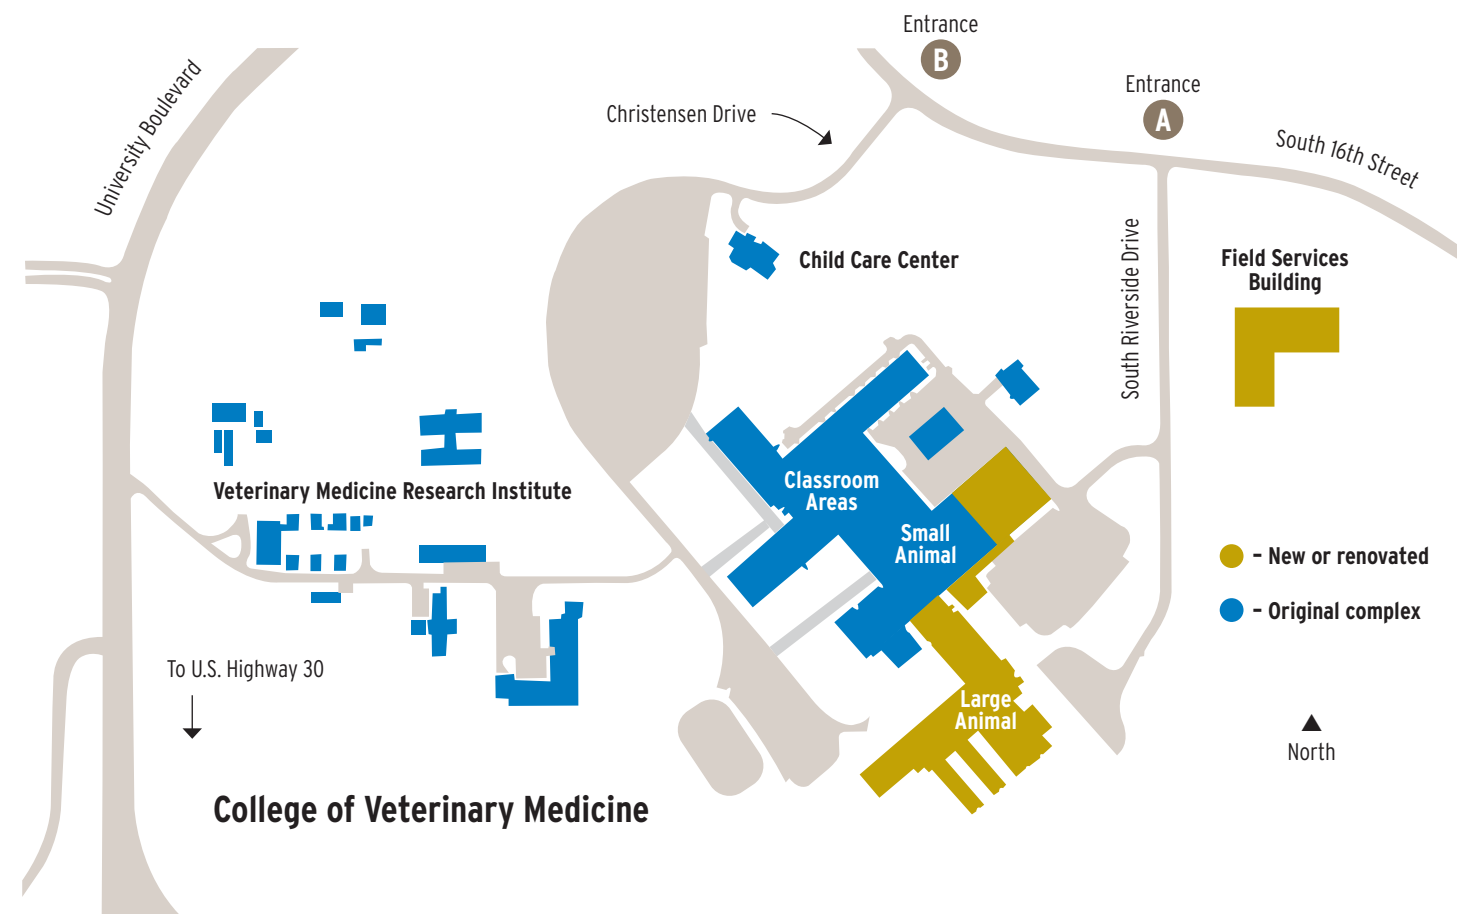 Entrance
B
Entrance
A
Christensen Drive
University Boulevard
South 16th Street
South Riverside Drive
Field Services
Building
Child Care Center
Classroom
Areas
Veterinary Medicine Research Institute
Small
Animal
- New or renovated
- Original complex
To U.S. Highway 30
Large
Animal
North
College of Veterinary Medicine